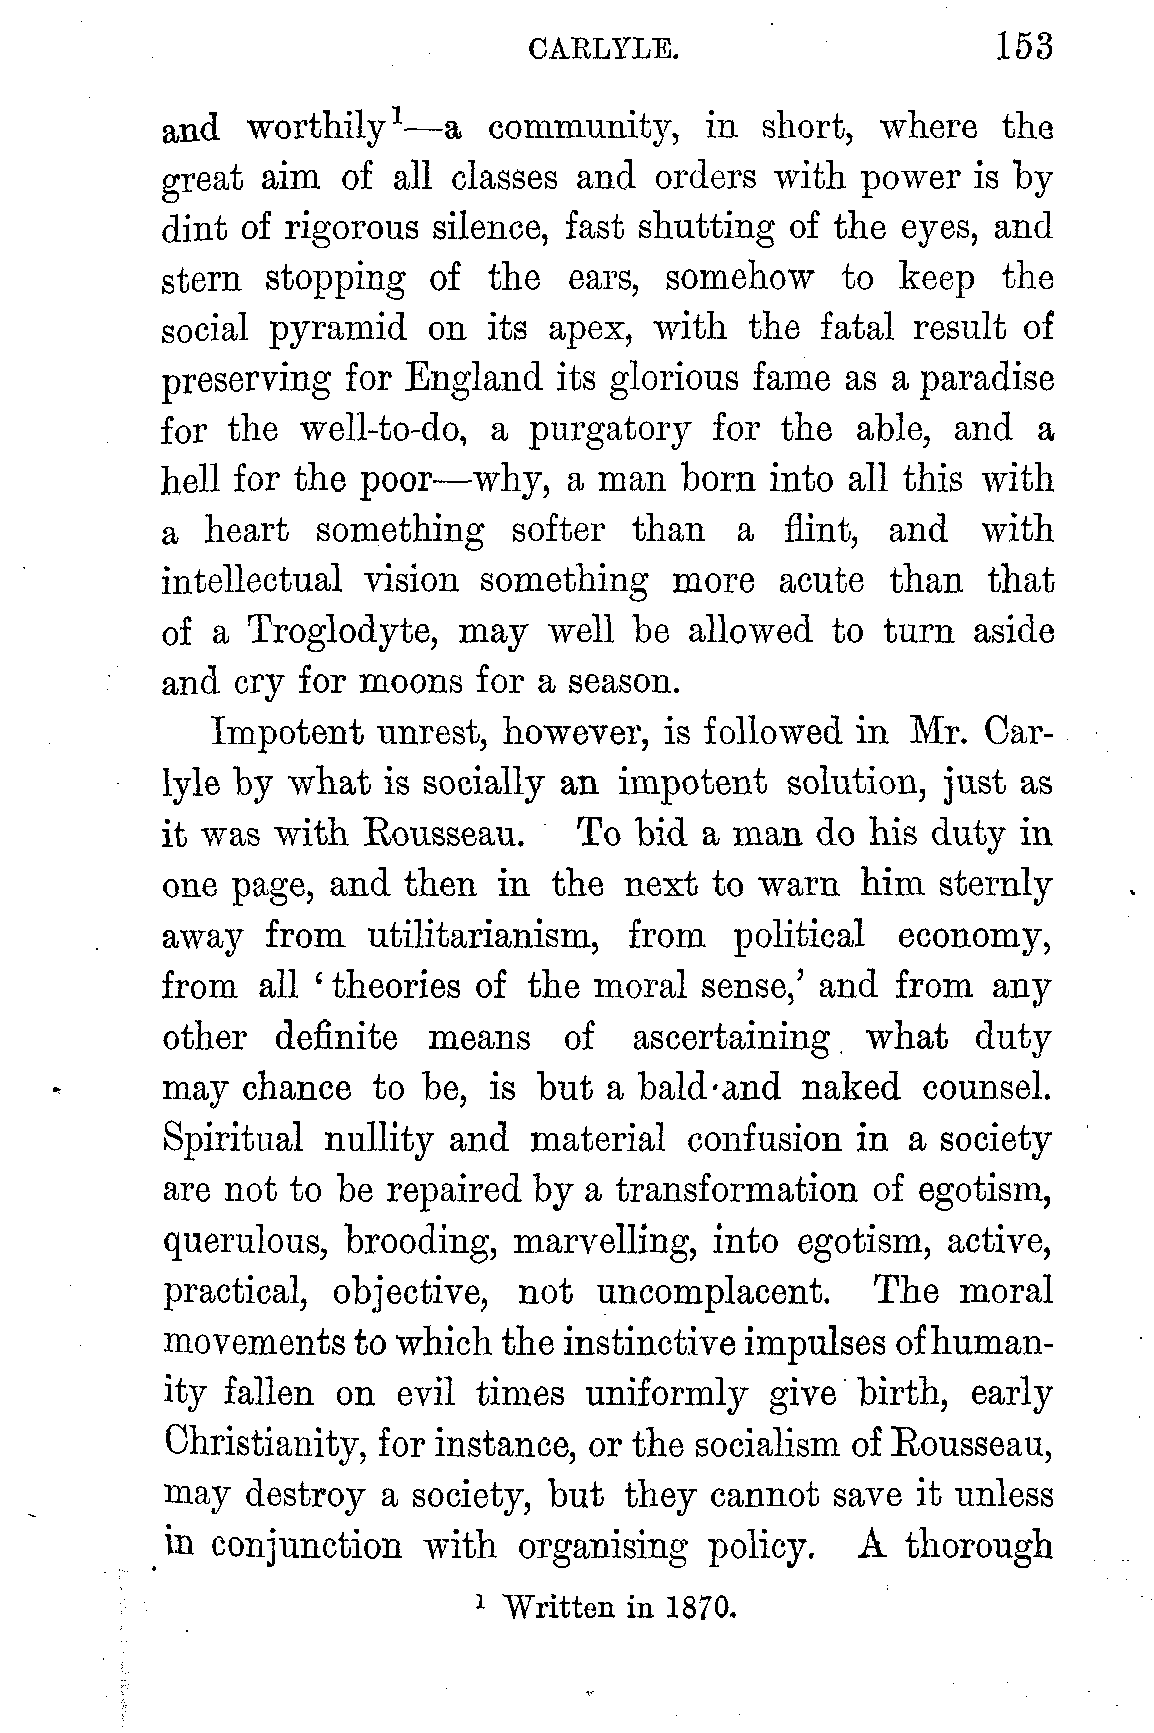 CARLYLE. 153
and worthily¹—a community, in short, where the
great aim of all classes and orders with power is by
dint of rigorous silence, fast shutting of the eyes, and
stern stopping of the ears, somehow to keep the
social pyramid on its apex, with the fatal result of
preserving for England its glorious fame as a paradise
for the well-to-do, a purgatory for the able, and a
hell for the poor—why, a man born into all this with
a heart something softer than a flint, and with
intellectual vision something more acute than that
of a Troglodyte, may well be allowed to turn aside
and cry for moons for a season.
Impotent unrest, however, is followed in Mr. Car-
lyle by what is socially an impotent solution, just as
it was with Rousseau. To bid a man do his duty in
one page, and then in the next to warn him sternly
away from utilitarianism, from political economy,
from all ‘theories of the moral sense,’ and from any
other definite means of ascertaining what duty
may chance to be, is but a bald and naked counsel.
Spiritual nullity and material confusion in a society
are not to be repaired by a transformation of egotism,
querulous, brooding, marvelling, into egotism, active,
practical, objective, not uncomplacent. The moral
movements to which the instinctive impulses of human-
ity fallen on evil times uniformly give birth, early
Christianity, for instance, or the socialism of Rousseau,
may destroy a society, but they cannot save it unless
in conjunction with organising policy. A thorough
¹ Written in 1870.